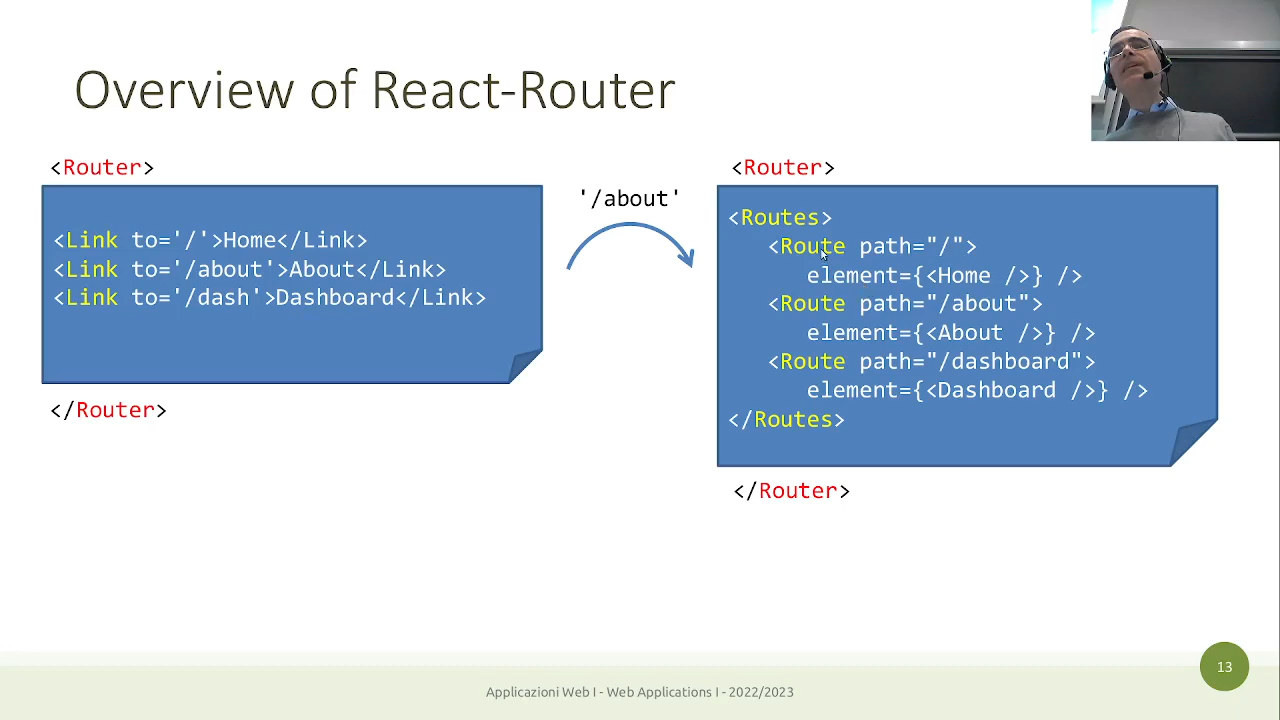 Overview of React-Router
<Router>
<Link to='/'>Home</Link>
<Link to='/about'>About</Link>
<Link to='/dash'>Dashboard</Link>
</Router>
'/about'
<Router>
<Routes>
<Route path="/">
element={<Home />} />
<Route path="/about">
element={<About />} />
<Route path="/dashboard">
element={<Dashboard />} />
</Routes>
</Router>
Applicazioni Web I - Web Applications I - 2022/2023
13